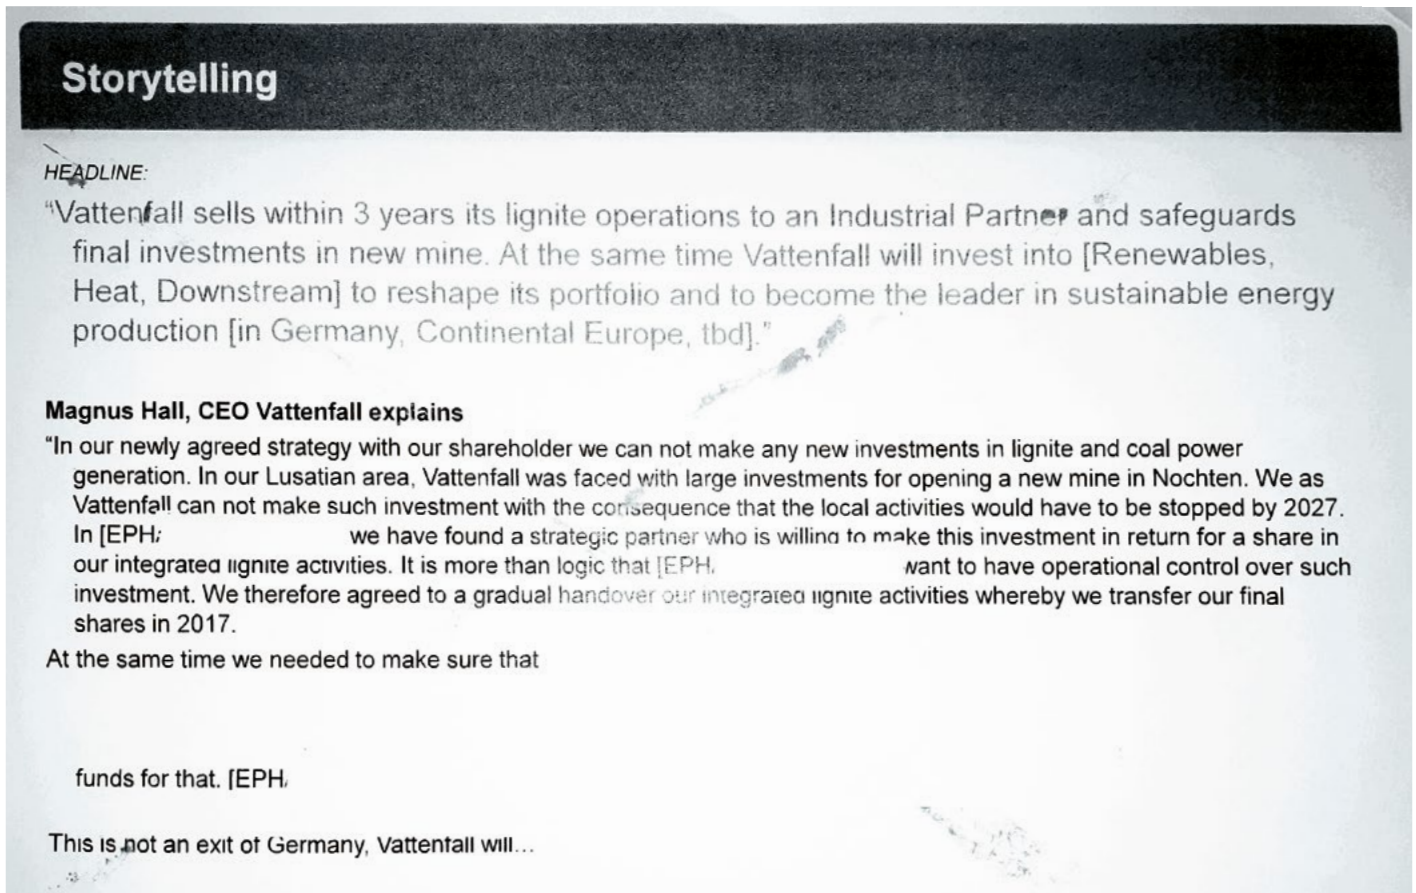 Storytelling
HEADLINE:
“Vattenfall sells within 3 years its lignite operations to an Industrial Partner and safeguards
final investments in new mine. At the same time Vattenfall will invest into [Renewables,
Heat, Downstream] to reshape its portfolio and to become the leader in sustainable energy
production [in Germany, Continental Europe, tbd].”
Magnus Hall, CEO Vattenfall explains
“In our newly agreed strategy with our shareholder we can not make any new investments in lignite and coal power
generation. In our Lusatian area, Vattenfall was faced with large investments for opening a new mine in Nochten. We as
Vattenfall can not make such investment with the consequence that the local activities would have to be stopped by 2027.
In [EPH we have found a strategic partner who is willing to make this investment in return for a share in
our integrated lignite activities. It is more than logic that [EPH want to have operational control over such
investment. We therefore agreed to a gradual handover our integrated lignite activities whereby we transfer our final
shares in 2017.
At the same time we needed to make sure that
funds for that. [EPH
This is not an exit of Germany, Vattenfall will...